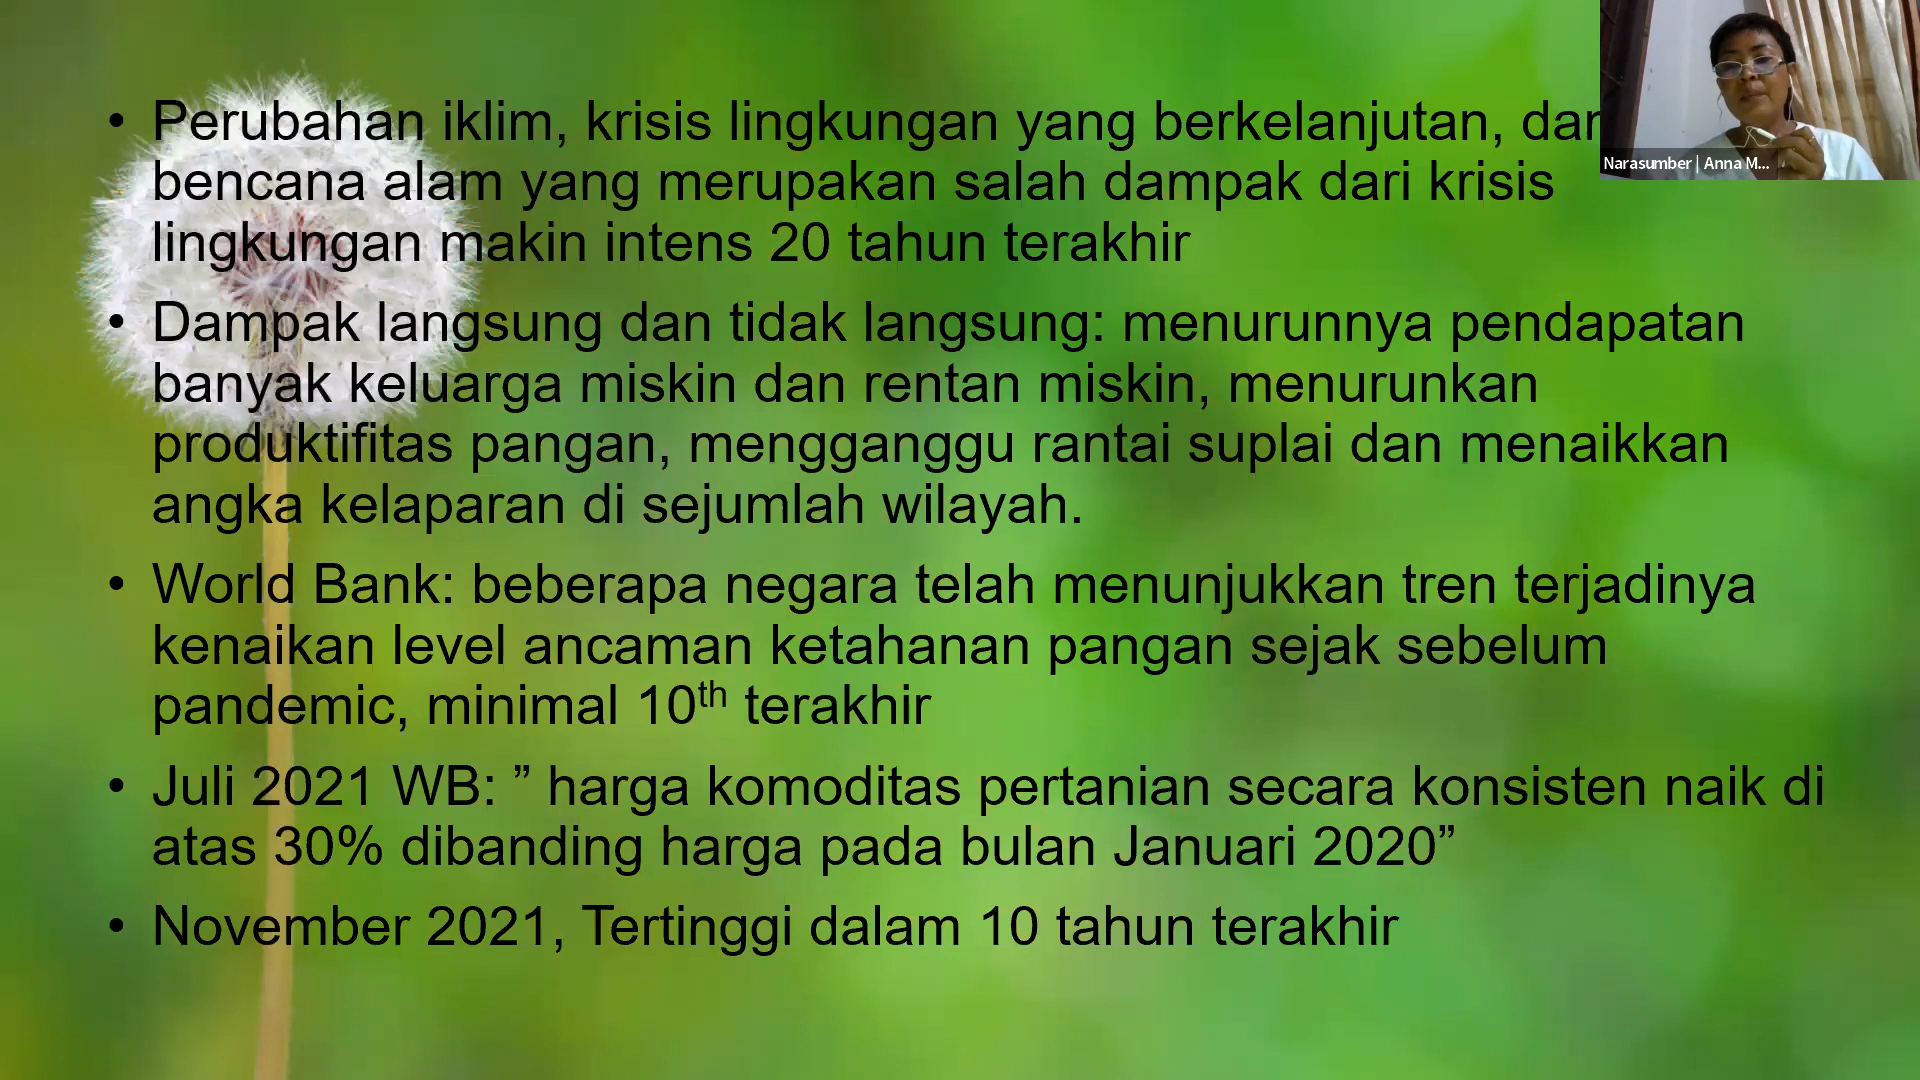 • Perubahan iklim, krisis lingkungan yang berkelanjutan, dan
bencana alam yang merupakan salah dampak dari krisis
lingkungan makin intens 20 tahun terakhir
• Dampak langsung dan tidak langsung: menurunnya pendapatan
banyak keluarga miskin dan rentan miskin, menurunkan
produktifitas pangan, mengganggu rantai suplai dan menaikkan
angka kelaparan di sejumlah wilayah.
• World Bank: beberapa negara telah menunjukkan tren terjadinya
kenaikan level ancaman ketahanan pangan sejak sebelum
pandemic, minimal 10th terakhir
• Juli 2021 WB: ” harga komoditas pertanian secara konsisten naik di
atas 30% dibanding harga pada bulan Januari 2020”
• November 2021, Tertinggi dalam 10 tahun terakhir
Narasumber | Anna M...